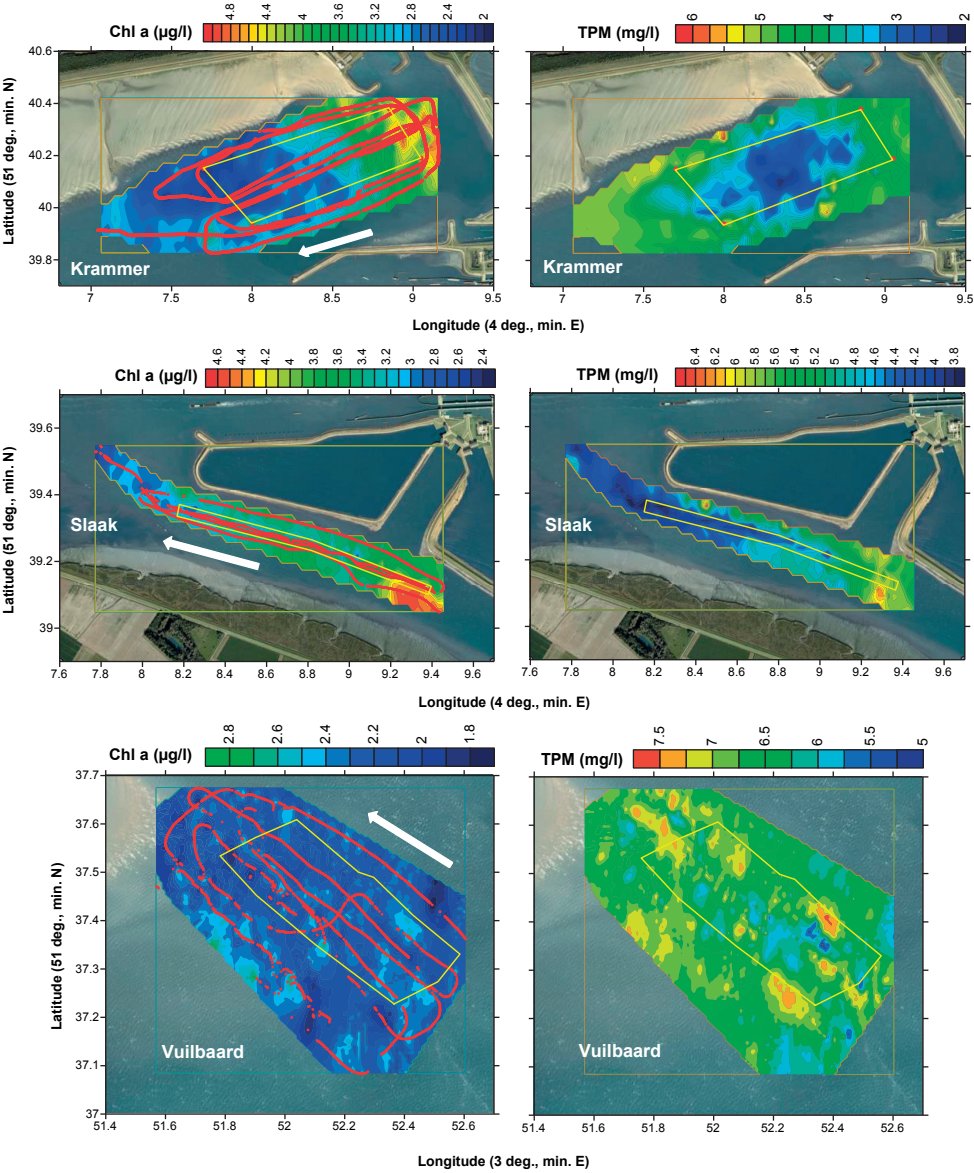 Chl a (µg/l) 4.8 4.4 4 3.6 3.2 2.8 2.4 2
TPM (mg/l) 6 5 4 3 2
Latitude (51 deg., min. N)
40.6
40.4
40.2
40
39.8
Krammer
Krammer
7 7.5 8 8.5 9 9.5
7 7.5 8 8.5 9 9.5
Longitude (4 deg., min. E)
Chl a (µg/l) 4.6 4.4 4.2 4 3.8 3.6 3.4 3.2 3 2.8 2.6 2.4
TPM (mg/l) 6.4 6.2 6 5.8 5.6 5.4 5.2 5 4.8 4.6 4.4 4.2 4 3.8
Latitude (51 deg., min. N)
39.6
39.4
39.2
39
Slaak
Slaak
7.6 7.8 8 8.2 8.4 8.6 8.8 9 9.2 9.4 9.6
7.6 7.8 8 8.2 8.4 8.6 8.8 9 9.2 9.4 9.6
Longitude (4 deg., min. E)
Chl a (µg/l) 2.8 2.6 2.4 2.2 2 1.8
TPM (mg/l) 7.5 7 6.5 6 5.5 5
Latitude (51 deg., min. N)
37.7
37.6
37.5
37.4
37.3
37.2
37.1
37
Vuilbaard
Vuilbaard
51.4 51.6 51.8 52 52.2 52.4 52.6
51.4 51.6 51.8 52 52.2 52.4 52.6
Longitude (3 deg., min. E)